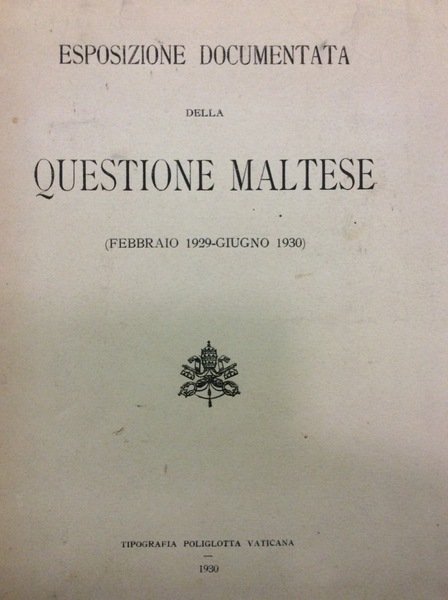 ESPOSIZIONE DOCUMENTATA
DELLA
QUESTIONE MALTESE
(FEBBRAIO 1929-GIUGNO 1930)
TIPOGRAFIA POLIGLOTTA VATICANA
—
1930